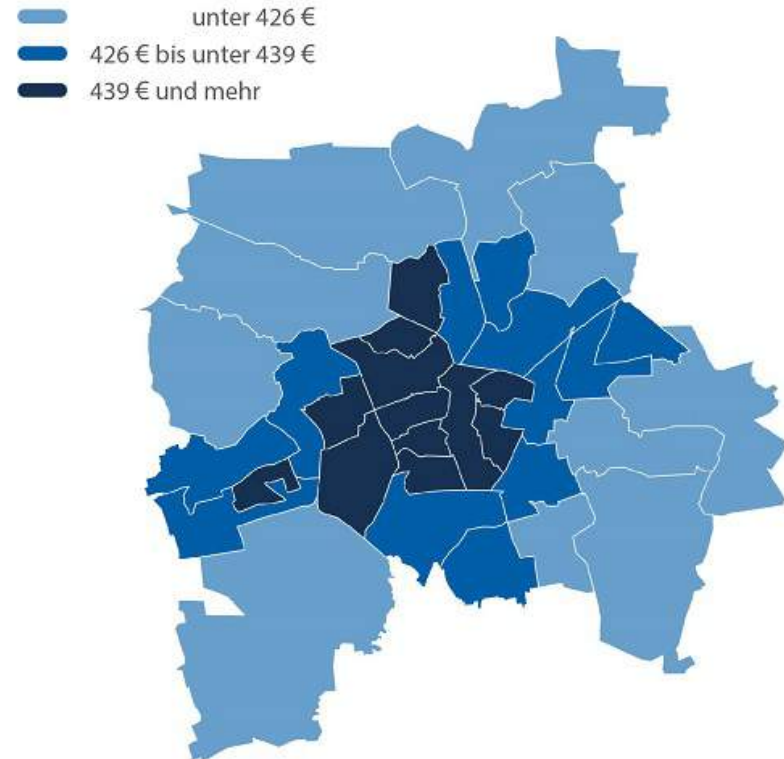 unter 426 €
426 € bis unter 439 €
439 € und mehr